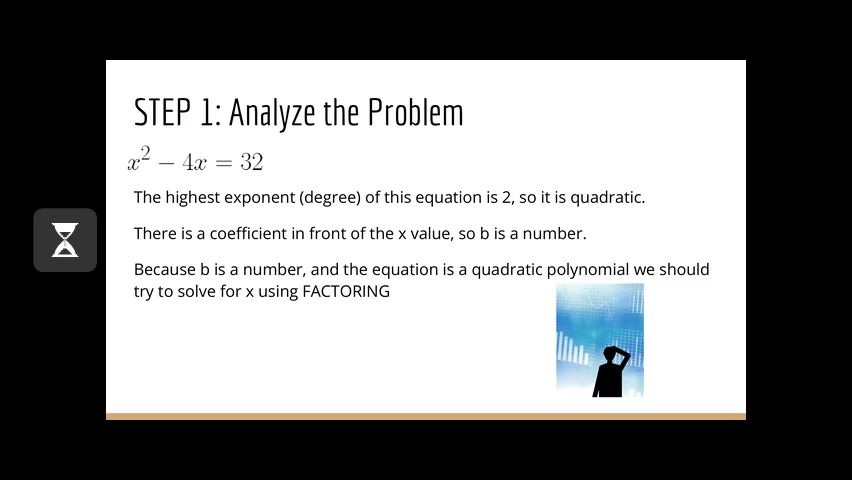 STEP 1: Analyze the Problem
x² − 4x = 32
The highest exponent (degree) of this equation is 2, so it is quadratic.
There is a coefficient in front of the x value, so b is a number.
Because b is a number, and the equation is a quadratic polynomial we should
try to solve for x using FACTORING